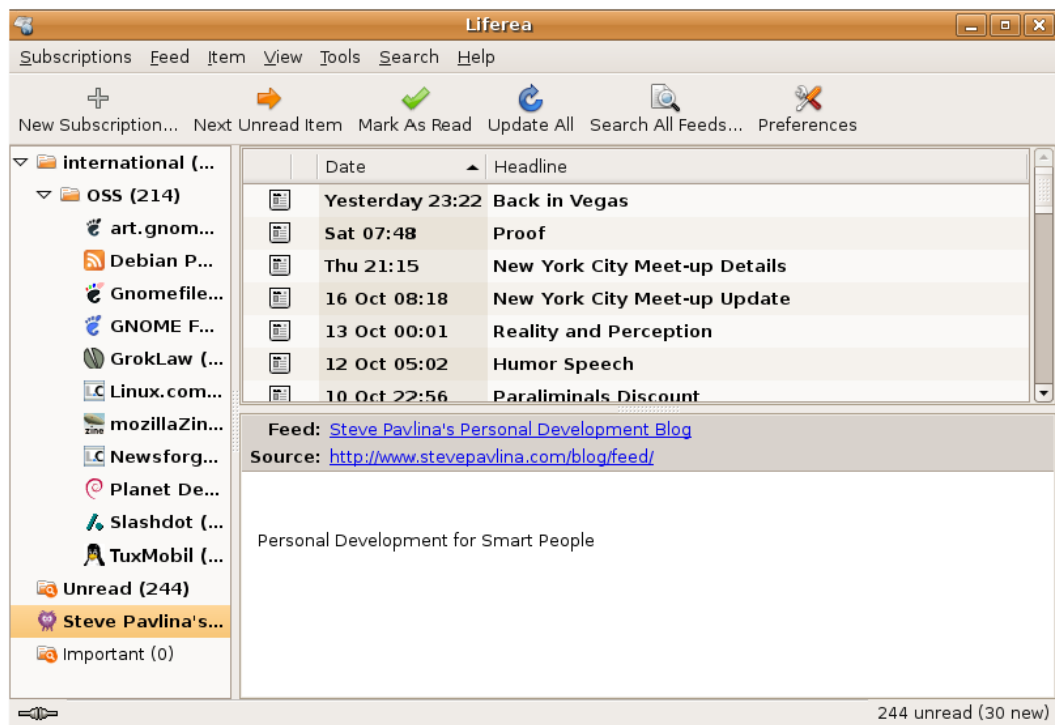 Liferea
Subscriptions Feed Item View Tools Search Help
New Subscription... Next Unread Item Mark As Read Update All Search All Feeds... Preferences
international (...
OSS (214)
art.gnom...
Debian P...
Gnomefile...
GNOME F...
GrokLaw (...
Linux.com...
mozillaZin...
Newsforg...
Planet De...
Slashdot (...
TuxMobil (...
Unread (244)
Steve Pavlina's...
Important (0)
Date Headline
Yesterday 23:22 Back in Vegas
Sat 07:48 Proof
Thu 21:15 New York City Meet-up Details
16 Oct 08:18 New York City Meet-up Update
13 Oct 00:01 Reality and Perception
12 Oct 05:02 Humor Speech
10 Oct 22:56 Paraliminals Discount
Feed: Steve Pavlina's Personal Development Blog
Source: http://www.stevepavlina.com/blog/feed/
Personal Development for Smart People
244 unread (30 new)